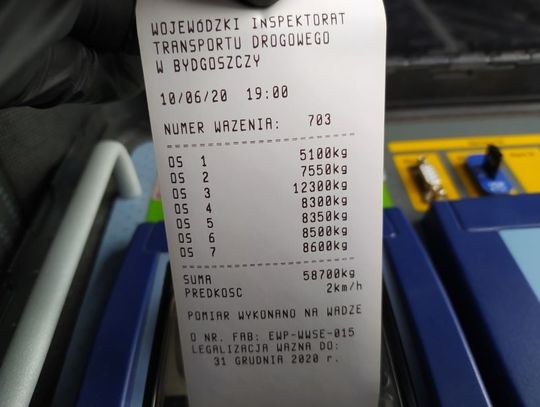 WOJEWÓDZKI INSPEKTORAT
TRANSPORTU DROGOWEGO
W BYDGOSZCZY
10/06/20 19:00
NUMER WAZENIA: 703
OS 1 5100kg
OS 2 7550kg
OS 3 12300kg
OS 4 8300kg
OS 5 8350kg
OS 6 8500kg
OS 7 8600kg
SUMA 58700kg
PREDKOSC 2km/h
POMIAR WYKONANO NA WADZE
O NR. FAB: EWP-WWSE-015
LEGALIZACJA WAZNA DO:
31 GRUDNIA 2020 r.